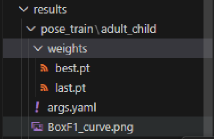 results
pose_train\adult_child
weights
best.pt
last.pt
! args.yaml
BoxF1_curve.png